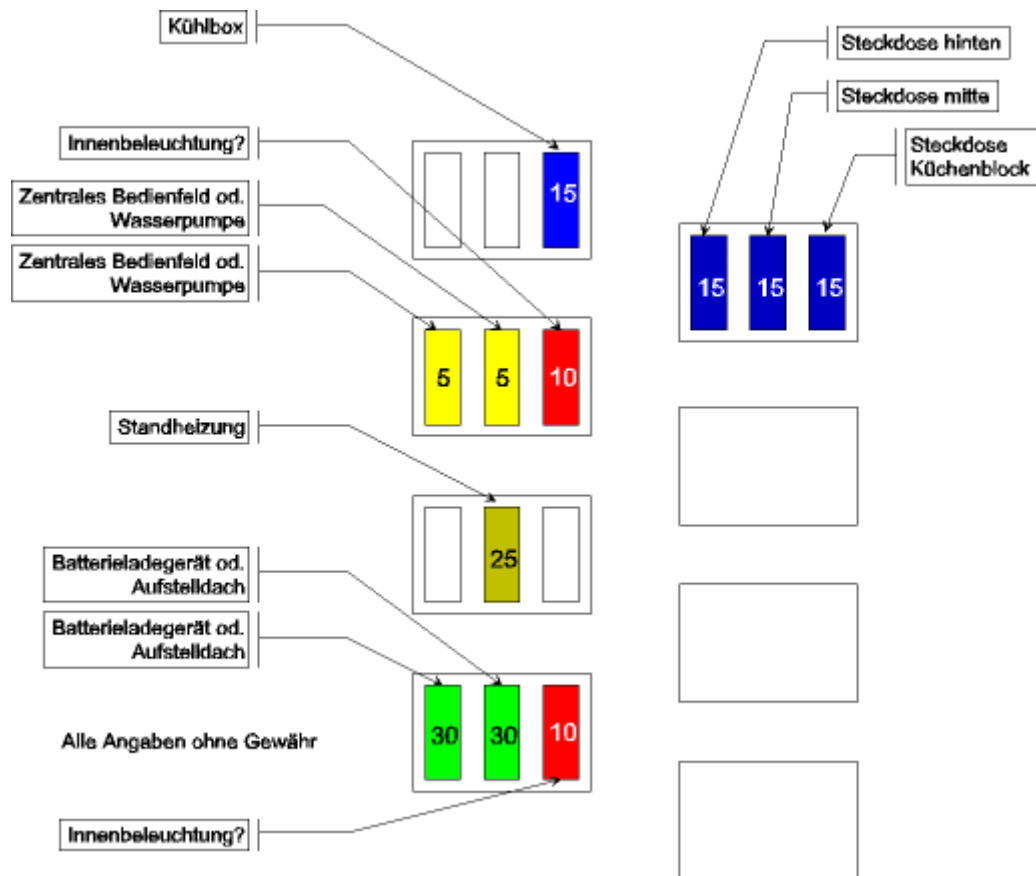 Kühlbox
Steckdose hinten
Steckdose mitte
Innenbeleuchtung?
Steckdose
Küchenblock
Zentrales Bedienfeld od.
Wasserpumpe
15
Zentrales Bedienfeld od.
Wasserpumpe
15 15 15
5 5 10
Standheizung
25
Batterieladegerät od.
Aufstelldach
Batterieladegerät od.
Aufstelldach
30 30 10
Alle Angaben ohne Gewähr
Innenbeleuchtung?